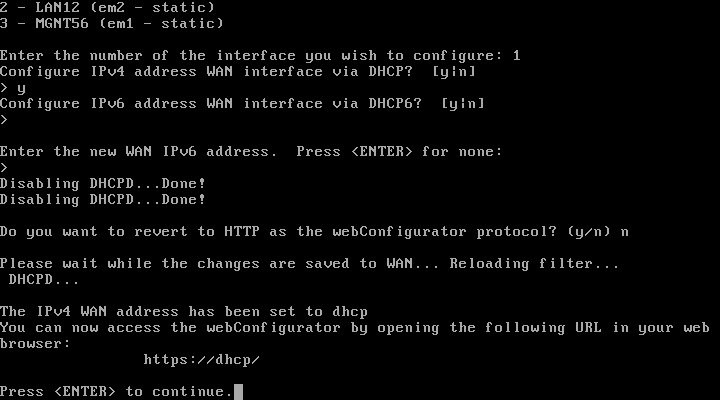 2 - LAN12 (em2 - static)
3 - MGNT56 (em1 - static)
Enter the number of the interface you wish to configure: 1
Configure IPv4 address WAN interface via DHCP?  [y|n]
> y
Configure IPv6 address WAN interface via DHCP6?  [y|n]
>
Enter the new WAN IPv6 address.  Press <ENTER> for none:
>
Disabling DHCPD...Done!
Disabling DHCPD...Done!
Do you want to revert to HTTP as the webConfigurator protocol? (y/n) n
Please wait while the changes are saved to WAN... Reloading filter...
DHCPD...
The IPv4 WAN address has been set to dhcp
You can now access the webConfigurator by opening the following URL in your web
browser:
https://dhcp/
Press <ENTER> to continue.